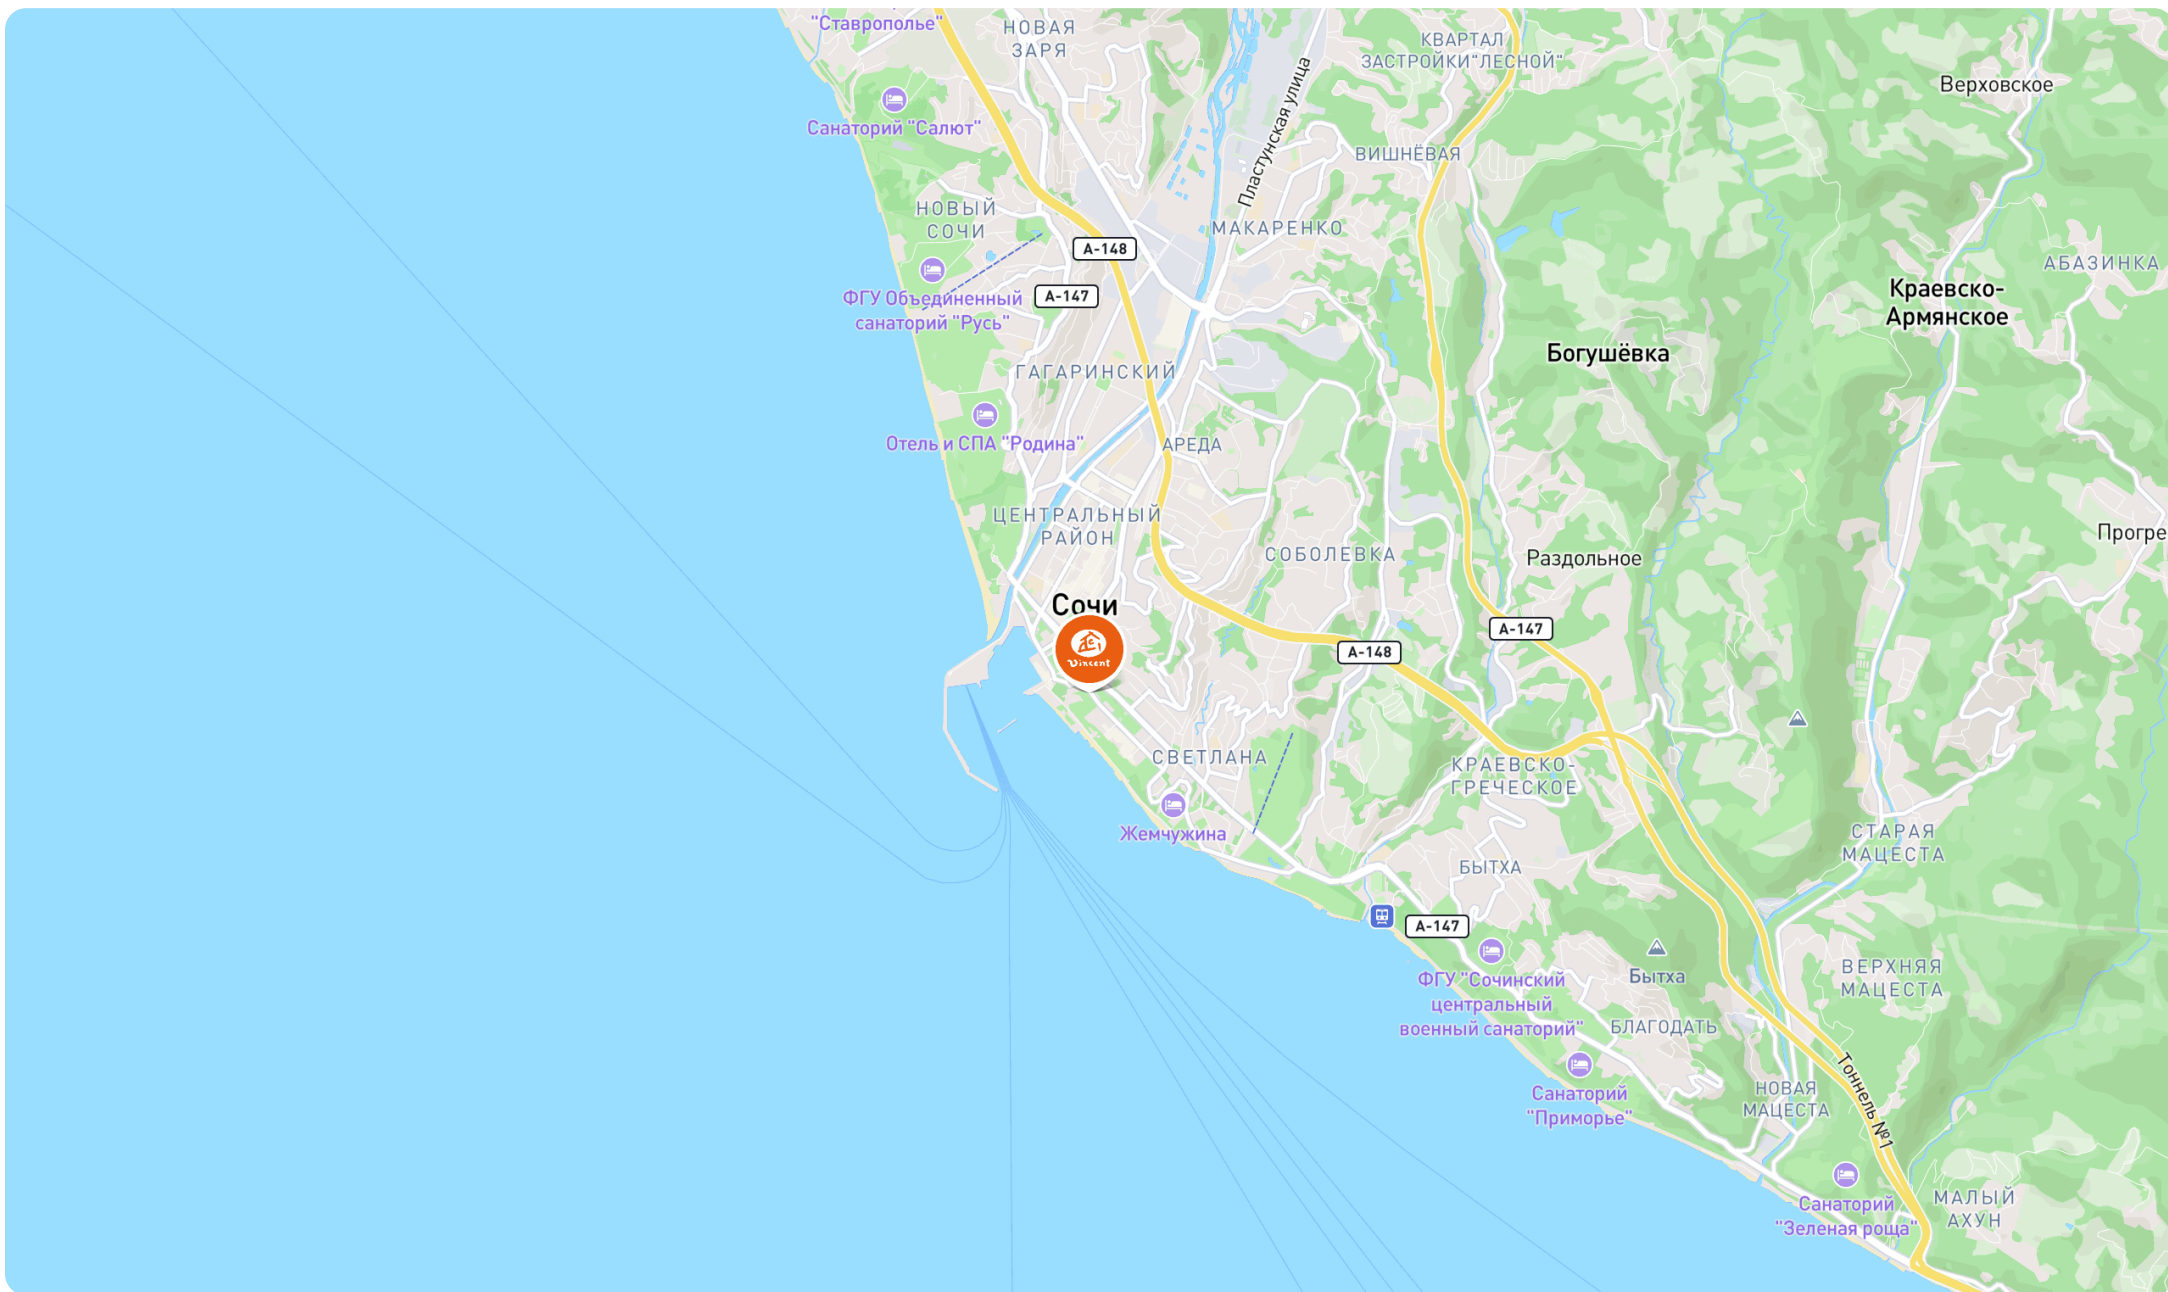 "Ставрополье"
НОВАЯ
ЗАРЯ
КВАРТАЛ
ЗАСТРОЙКИ"ЛЕСНОЙ"
Верховское
Санаторий "Салют"
Пластунская улица
ВИШНЁВАЯ
НОВЫЙ
СОЧИ
МАКАРЕНКО
А-148
АБАЗИНКА
ФГУ Объединенный
санаторий "Русь"
А-147
Краевско-
Армянское
Богушёвка
ГАГАРИНСКИЙ
Отель и СПА "Родина"
АРЕДА
ЦЕНТРАЛЬНЫЙ
РАЙОН
Прогре
СОБОЛЕВКА
Раздольное
Сочи
Vincent
А-147
А-148
СВЕТЛАНА
КРАЕВСКО-
ГРЕЧЕСКОЕ
Жемчужина
СТАРАЯ
МАЦЕСТА
БЫТХА
А-147
ФГУ "Сочинский
центральный
военный санаторий"
Бытха
ВЕРХНЯЯ
МАЦЕСТА
БЛАГОДАТЬ
Санаторий
"Приморье"
НОВАЯ
МАЦЕСТА
Тоннель №1
Санаторий
"Зеленая роща"
МАЛЫЙ
АХУН